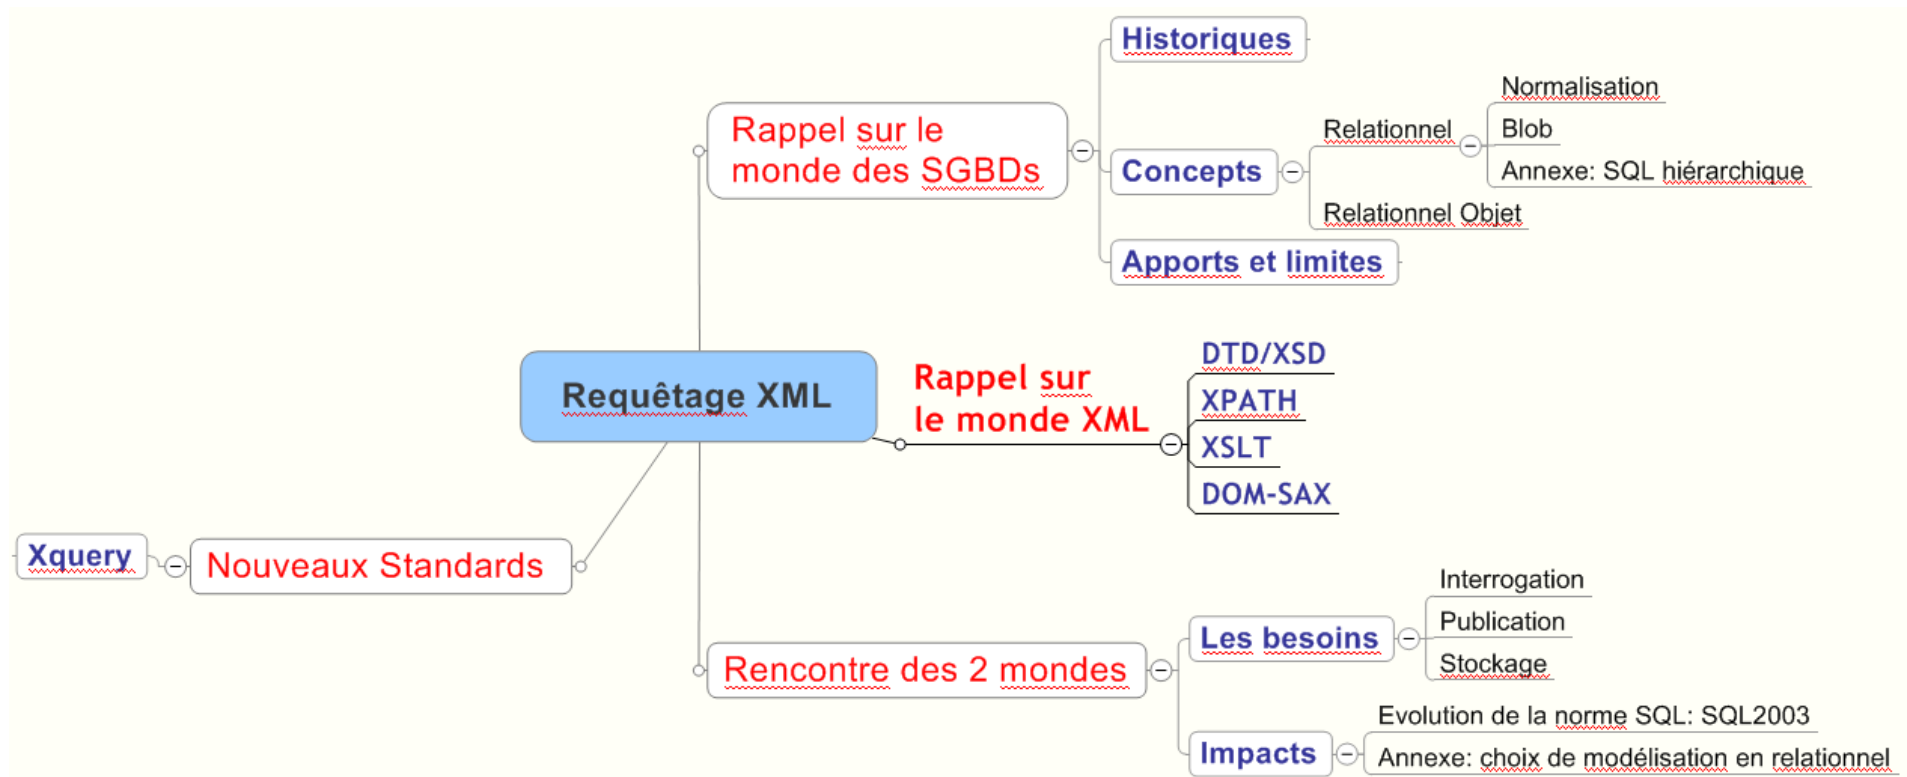 Requêtage XML
Rappel sur le
monde des SGBDs
Historiques
Concepts
Relationnel
Normalisation
Blob
Annexe: SQL hiérarchique
Relationnel Objet
Apports et limites
Rappel sur
le monde XML
DTD/XSD
XPATH
XSLT
DOM-SAX
Rencontre des 2 mondes
Les besoins
Interrogation
Publication
Stockage
Impacts
Evolution de la norme SQL: SQL2003
Annexe: choix de modélisation en relationnel
Nouveaux Standards
Xquery